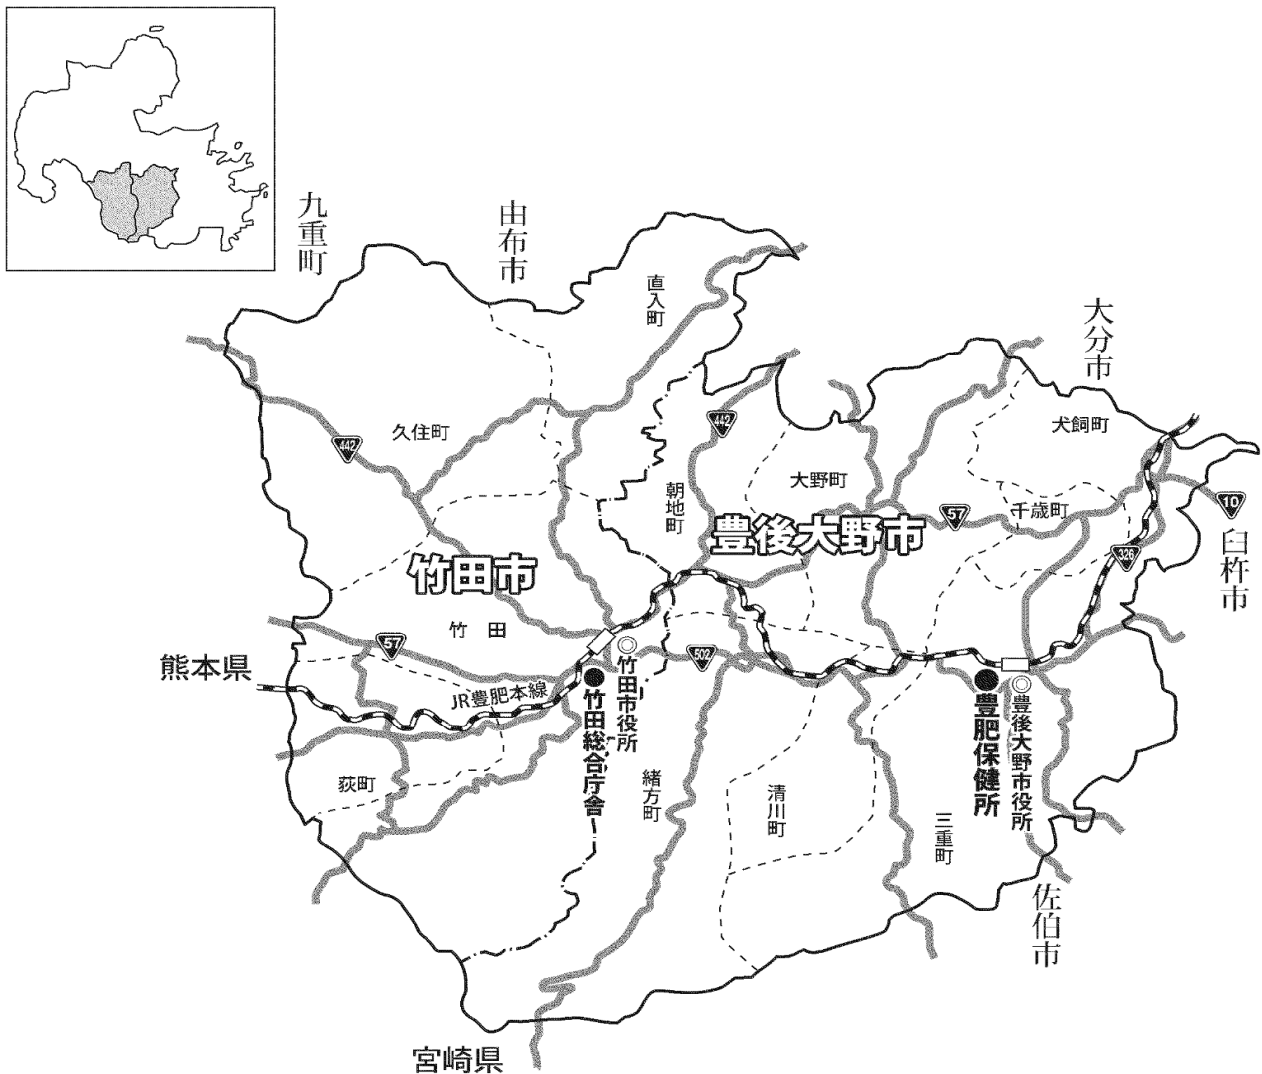 九重町
由布市
直入町
大分市
442
久住町
442
犬飼町
大野町
朝地町
10
57
千歳町
豊後大野市
326
臼杵市
竹田市
竹 田
57
502
熊本県
竹田市役所
JR豊肥本線
竹田総合庁舎
豊肥保健所
豊後大野市役所
荻町
緒方町
清川町
三重町
佐伯市
宮崎県